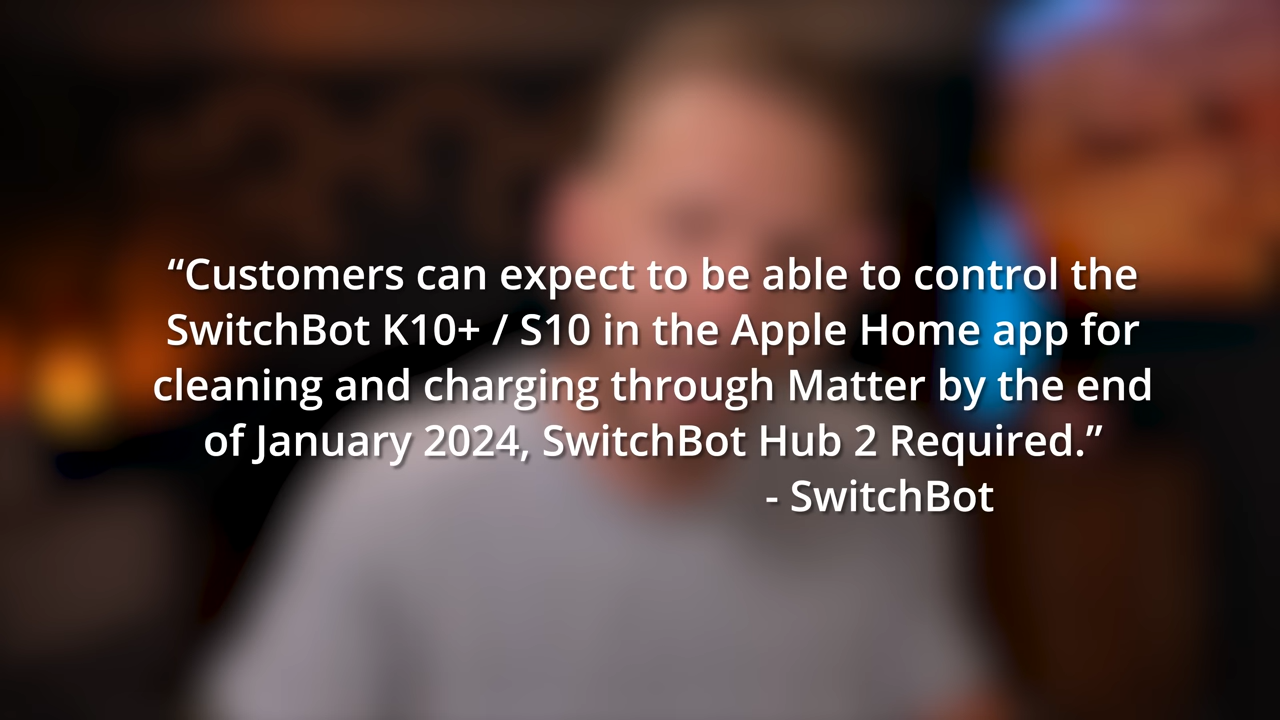 “Customers can expect to be able to control the
SwitchBot K10+ / S10 in the Apple Home app for
cleaning and charging through Matter by the end
of January 2024, SwitchBot Hub 2 Required.”
- SwitchBot